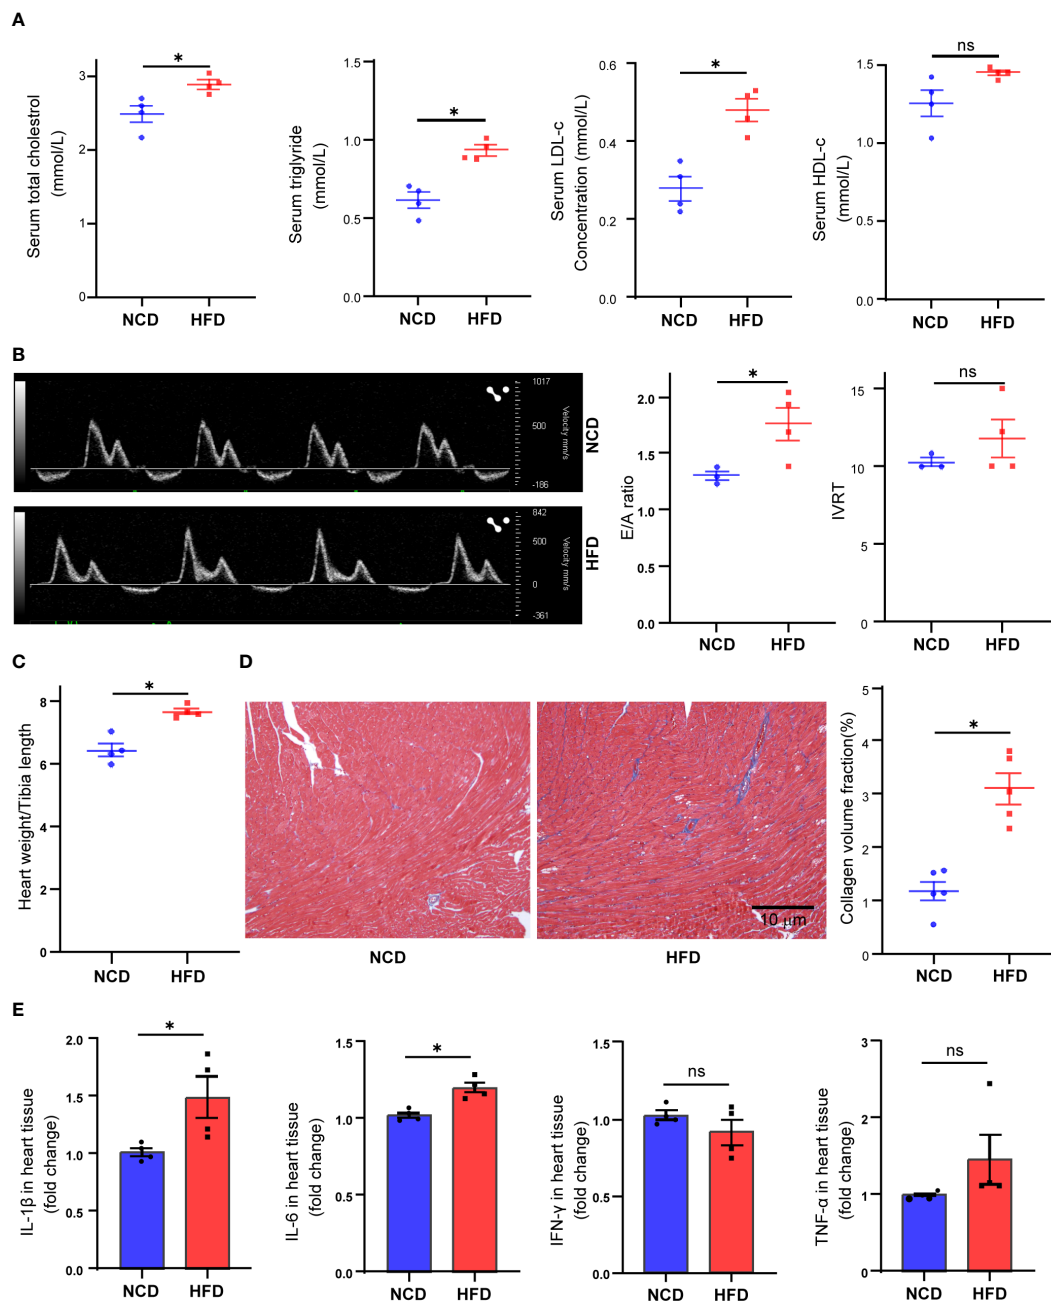 A
Serum total cholestrol
(mmol/L)
3
2
1
0
*
NCD
HFD
Serum triglyride
(mmol/L)
1.5
1.0
0.5
0.0
*
NCD
HFD
Serum LDL-c
Concentration (mmol/L)
0.6
0.4
0.2
0.0
*
NCD
HFD
Serum HDL-c
(mmol/L)
1.5
1.0
0.5
0.0
ns
NCD
HFD
B
1017
500
-186
Velocity mm/s
NCD
842
500
0
-361
Velocity mm/s
HFD
E/A ratio
2.0
1.5
1.0
0.5
0.0
*
NCD
HFD
IVRT
15
10
5
0
ns
NCD
HFD
C
Heart weight/Tibia length
8
6
4
2
0
*
NCD
HFD
D
10 μm
NCD
HFD
Collagen volume fraction(%)
5
4
3
2
1
0
*
NCD
HFD
E
IL-1β in heart tissue
(fold change)
2.0
1.5
1.0
0.5
0.0
*
NCD
HFD
IL-6 in heart tissue
(fold change)
1.5
1.0
0.5
0.0
*
NCD
HFD
IFN-γ in heart tissue
(fold change)
1.5
1.0
0.5
0.0
ns
NCD
HFD
TNF-α in heart tissue
(fold change)
3
2
1
0
ns
NCD
HFD